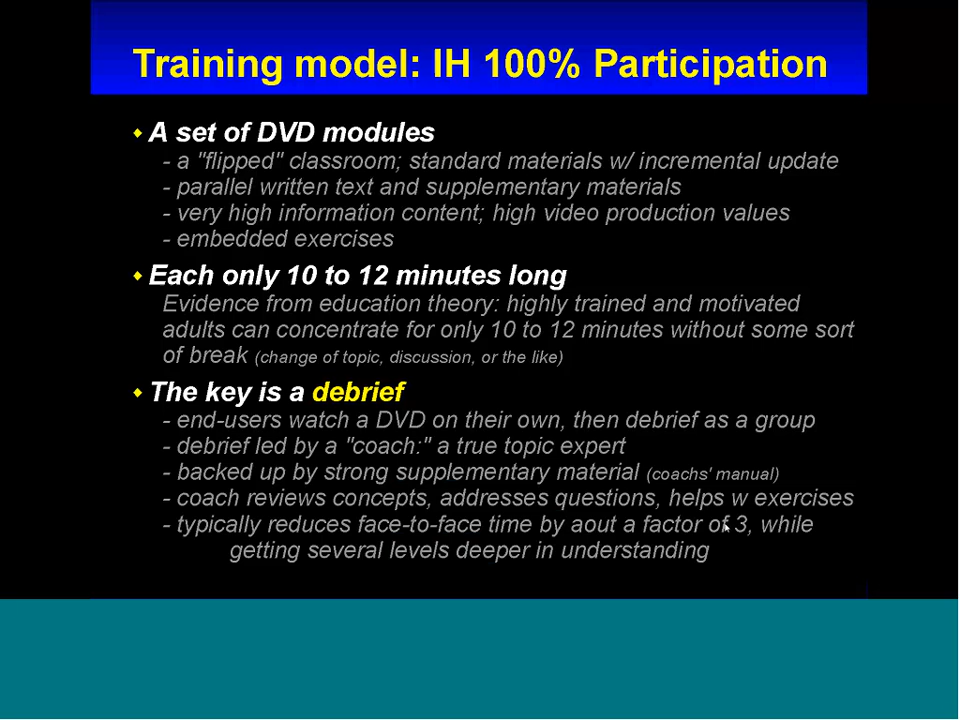 Training model: IH 100% Participation
A set of DVD modules
- a "flipped" classroom; standard materials w/ incremental update
- parallel written text and supplementary materials
- very high information content; high video production values
- embedded exercises
Each only 10 to 12 minutes long
Evidence from education theory: highly trained and motivated
adults can concentrate for only 10 to 12 minutes without some sort
of break (change of topic, discussion, or the like)
The key is a debrief
- end-users watch a DVD on their own, then debrief as a group
- debrief led by a "coach:" a true topic expert
- backed up by strong supplementary material (coachs' manual)
- coach reviews concepts, addresses questions, helps w exercises
- typically reduces face-to-face time by aout a factor of 3, while
getting several levels deeper in understanding